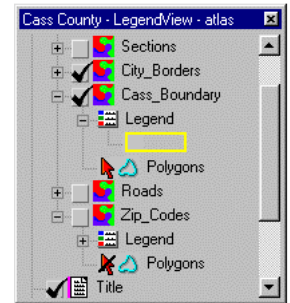 Cass County - LegendView - atlas
Sections
City_Borders
Cass_Boundary
Legend
Polygons
Roads
Zip_Codes
Legend
Polygons
Title